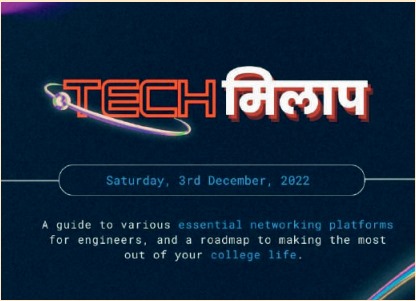 TECH मिलाप
Saturday, 3rd December, 2022
A guide to various essential networking platforms
for engineers, and a roadmap to making the most
out of your college life.